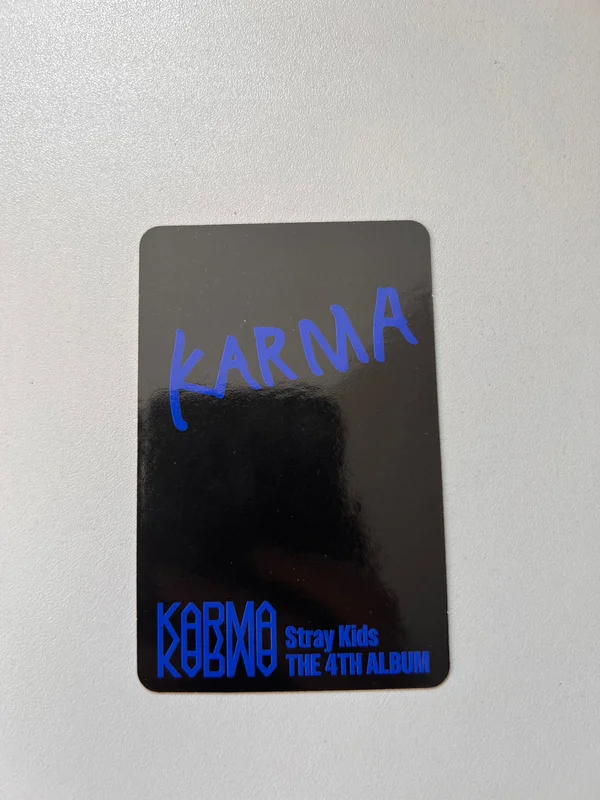 KARMA
KARMA
Stray Kids
THE 4TH ALBUM